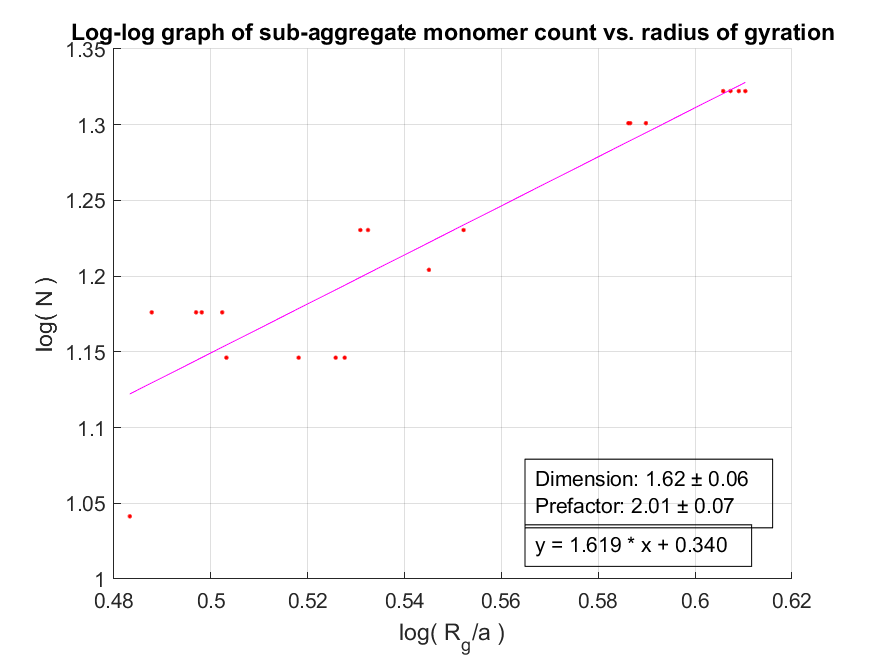 Log-log graph of sub-aggregate monomer count vs. radius of gyration
1.35
1.3
1.25
1.2
1.15
1.1
1.05
1
log( N )
Dimension: 1.62 ± 0.06
Prefactor: 2.01 ± 0.07
y = 1.619 * x + 0.340
0.48 0.5 0.52 0.54 0.56 0.58 0.6 0.62
log( Rg/a )